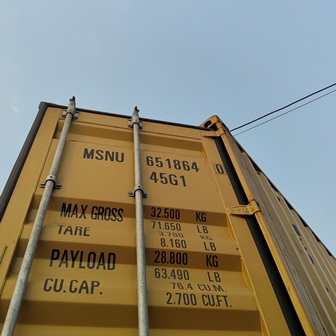 MSNU 651864 0
45G1
MAX GROSS 32.500 KG
71.650 LB
TARE 3.700 KG
8.160 LB
PAYLOAD 28.800 KG
63.490 LB
CU.CAP. 76.4 CU.M.
2.700 CU.FT.